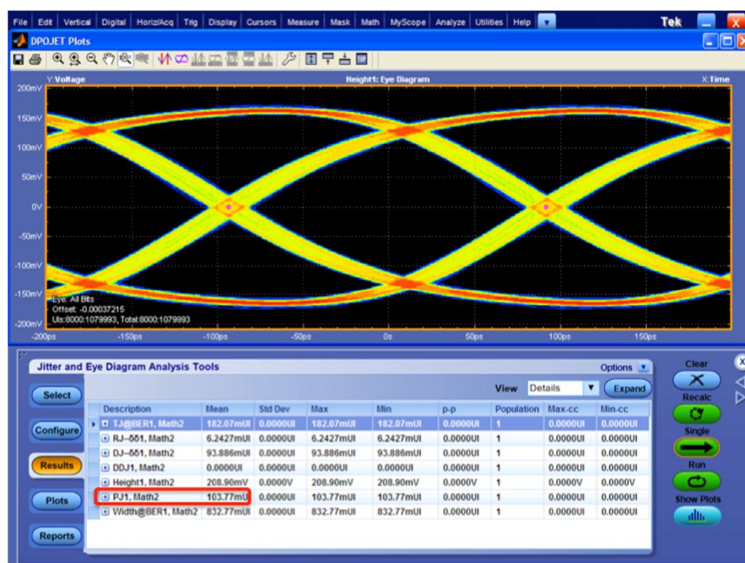 File Edit Vertical Digital Horiz/Acq Trig Display Cursors Measure Mask Math MyScope Analyze Utilities Help Tek
DPOJET Plots
Y:Voltage Height1: Eye Diagram X:Time
200mV
150mV
100mV
50mV
0V
-50mV
-100mV
-150mV
-200mV
Eye: All Bits
Offset: -0.00037215
UIs:8000:1079993, Total:8000:1079993
-200ps -150ps -100ps -50ps 0s 50ps 100ps 150ps
Jitter and Eye Diagram Analysis Tools Options Clear X
View Details Expand
Select
Configure
Results
Plots
Reports
Description Mean Std Dev Max Min p-p Population Max-cc Min-cc
TJ@BER1, Math2 182.07mUI 0.0000UI 182.07mUI 182.07mUI 0.0000UI 1 0.0000UI 0.0000UI
RJ–δδ1, Math2 6.2427mUI 0.0000UI 6.2427mUI 6.2427mUI 0.0000UI 1 0.0000UI 0.0000UI
DJ–δδ1, Math2 93.886mUI 0.0000UI 93.886mUI 93.886mUI 0.0000UI 1 0.0000UI 0.0000UI
DDJ1, Math2 0.0000UI 0.0000UI 0.0000UI 0.0000UI 0.0000UI 1 0.0000UI 0.0000UI
Height1, Math2 208.90mV 0.0000V 208.90mV 208.90mV 0.0000V 1 0.0000V 0.0000V
PJ1, Math2 103.77mUI 0.0000UI 103.77mUI 103.77mUI 0.0000UI 1 0.0000UI 0.0000UI
Width@BER1, Math2 832.77mUI 0.0000UI 832.77mUI 832.77mUI 0.0000UI 1 0.0000UI 0.0000UI
Recalc
Single
Run
Show Plots